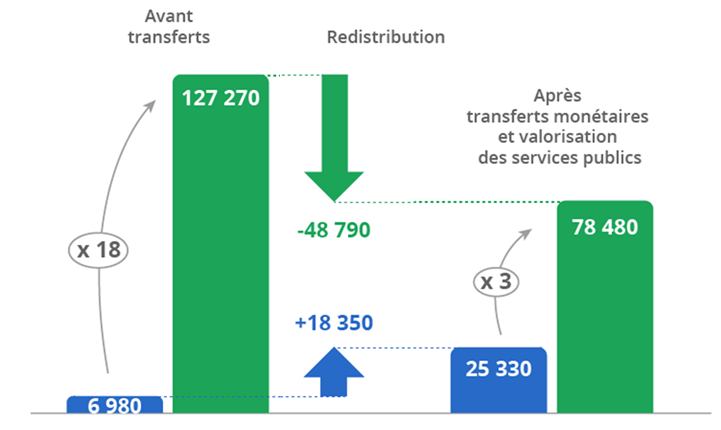 Avant
transferts
Redistribution
127 270
Après
transferts monétaires
et valorisation
des services publics
-48 790
78 480
x 18
x 3
+18 350
25 330
6 980